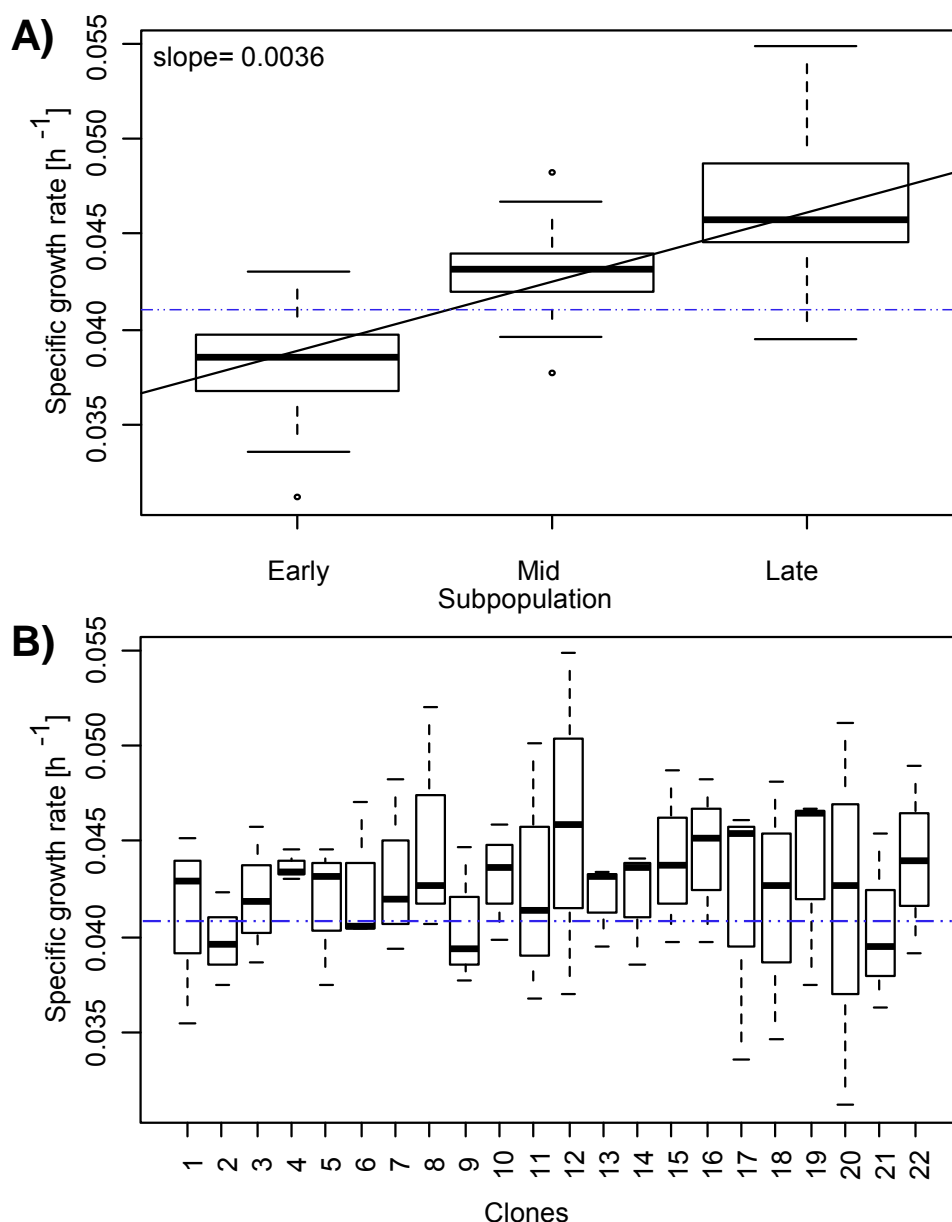 A)
slope= 0.0036
Specific growth rate [h -1]
0.055
0.050
0.045
0.040
0.035
Early
Mid
Late
Subpopulation
B)
Specific growth rate [h -1]
0.055
0.050
0.045
0.040
0.035
1 2 3 4 5 6 7 8 9 10 11 12 13 14 15 16 17 18 19 20 21 22
Clones